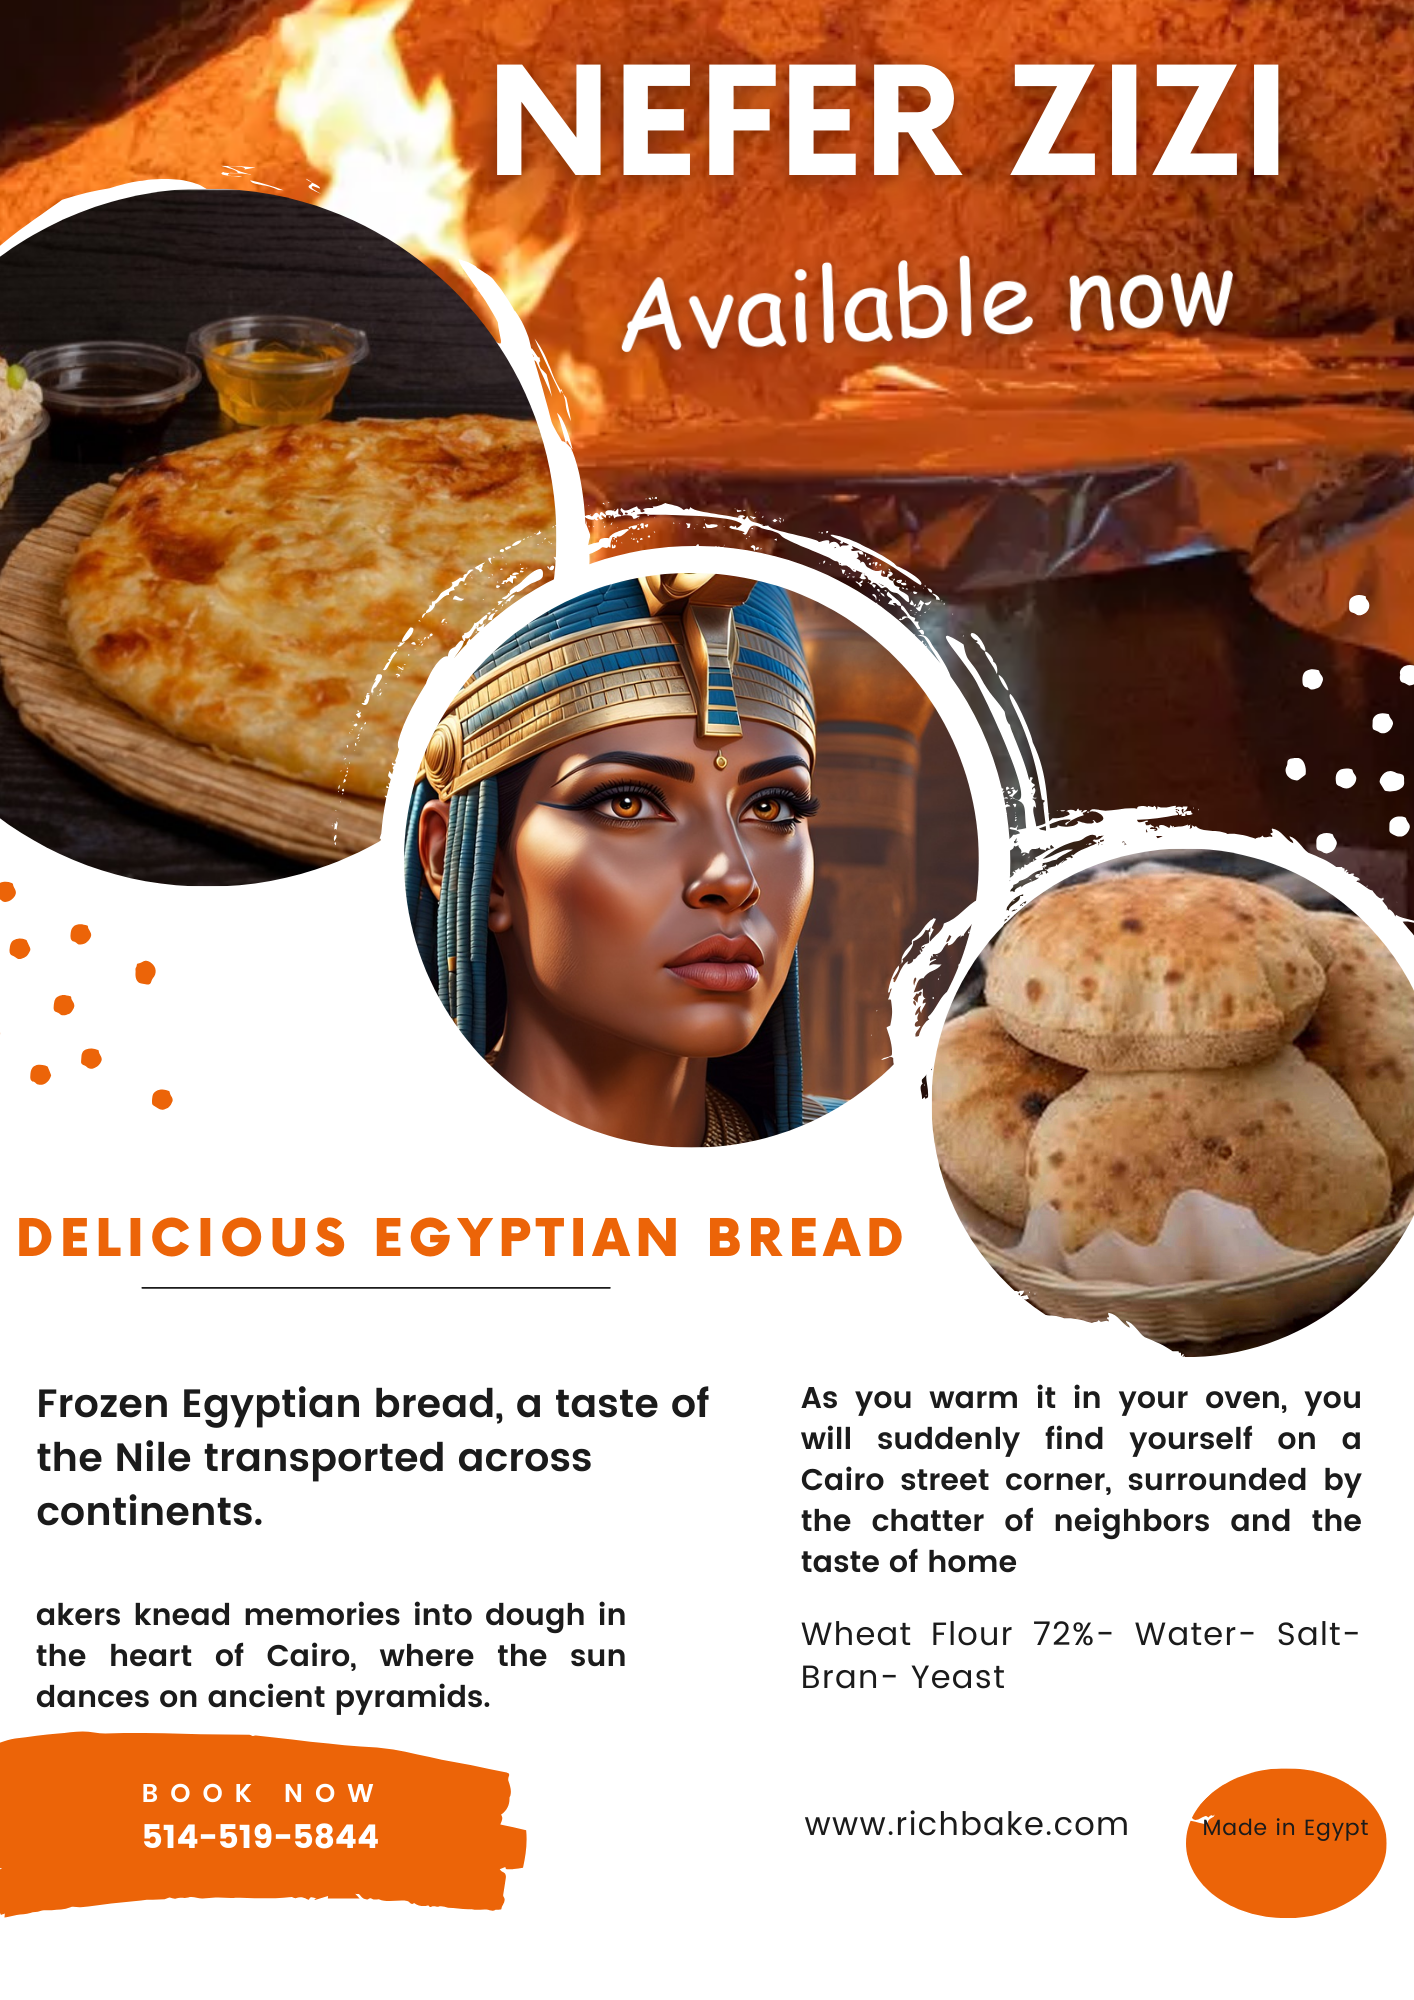 NEFER ZIZI
Available now
DELICIOUS EGYPTIAN BREAD
Frozen Egyptian bread, a taste of
the Nile transported across
continents.
akers knead memories into dough in
the heart of Cairo, where the sun
dances on ancient pyramids.
As you warm it in your oven, you
will suddenly find yourself on a
Cairo street corner, surrounded by
the chatter of neighbors and the
taste of home
Wheat Flour 72%- Water- Salt-
Bran- Yeast
BOOK NOW
514-519-5844
www.richbake.com
Made in Egypt